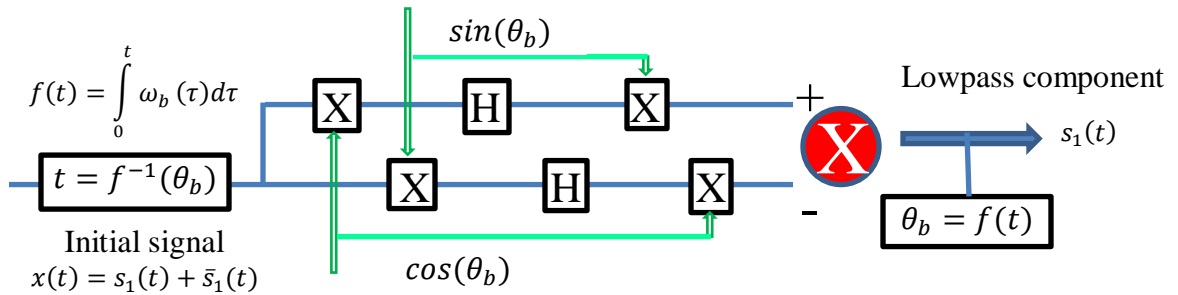 sin(θ_b)
f(t) = ∫_0^t ω_b (τ)dτ
Lowpass component
X H X +
X
s_1(t)
t = f^{-1}(θ_b)
X H X -
θ_b = f(t)
Initial signal
x(t) = s_1(t) + s̄_1(t)
cos(θ_b)